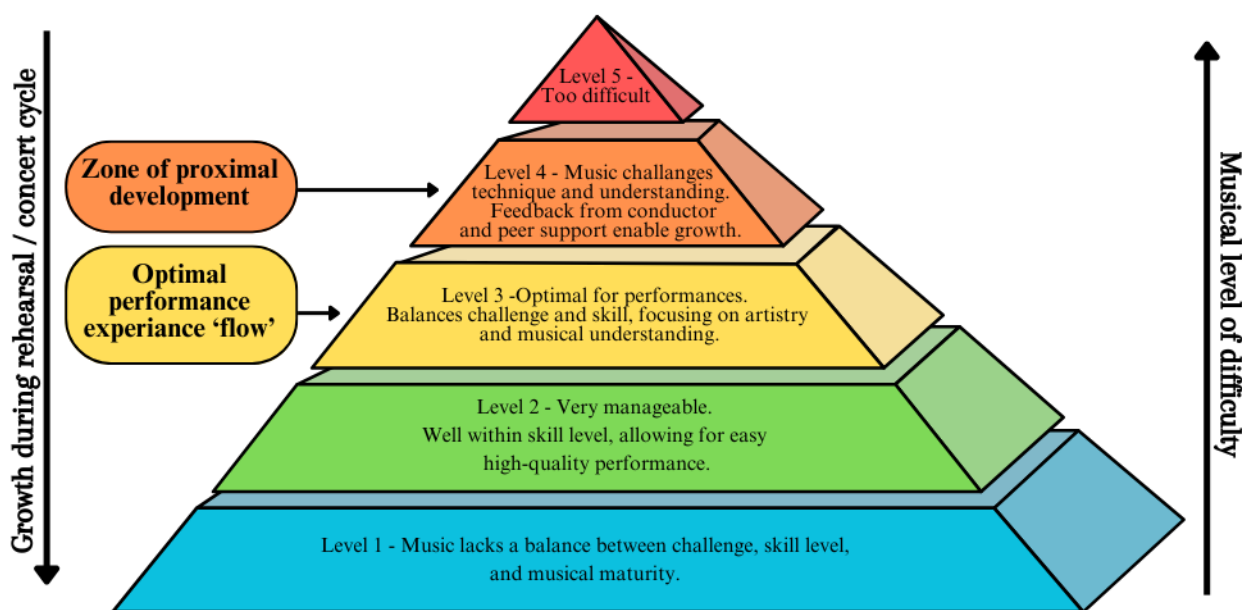 Growth during rehearsal / concert cycle
Zone of proximal
development
Optimal
performance
experiance ‘flow’
Level 5 -
Too difficult
Level 4 - Music challanges
technique and understanding.
Feedback from conductor
and peer support enable growth.
Level 3 -Optimal for performances.
Balances challenge and skill, focusing on artistry
and musical understanding.
Level 2 - Very manageable.
Well within skill level, allowing for easy
high-quality performance.
Level 1 - Music lacks a balance between challenge, skill level,
and musical maturity.
Musical level of difficulty